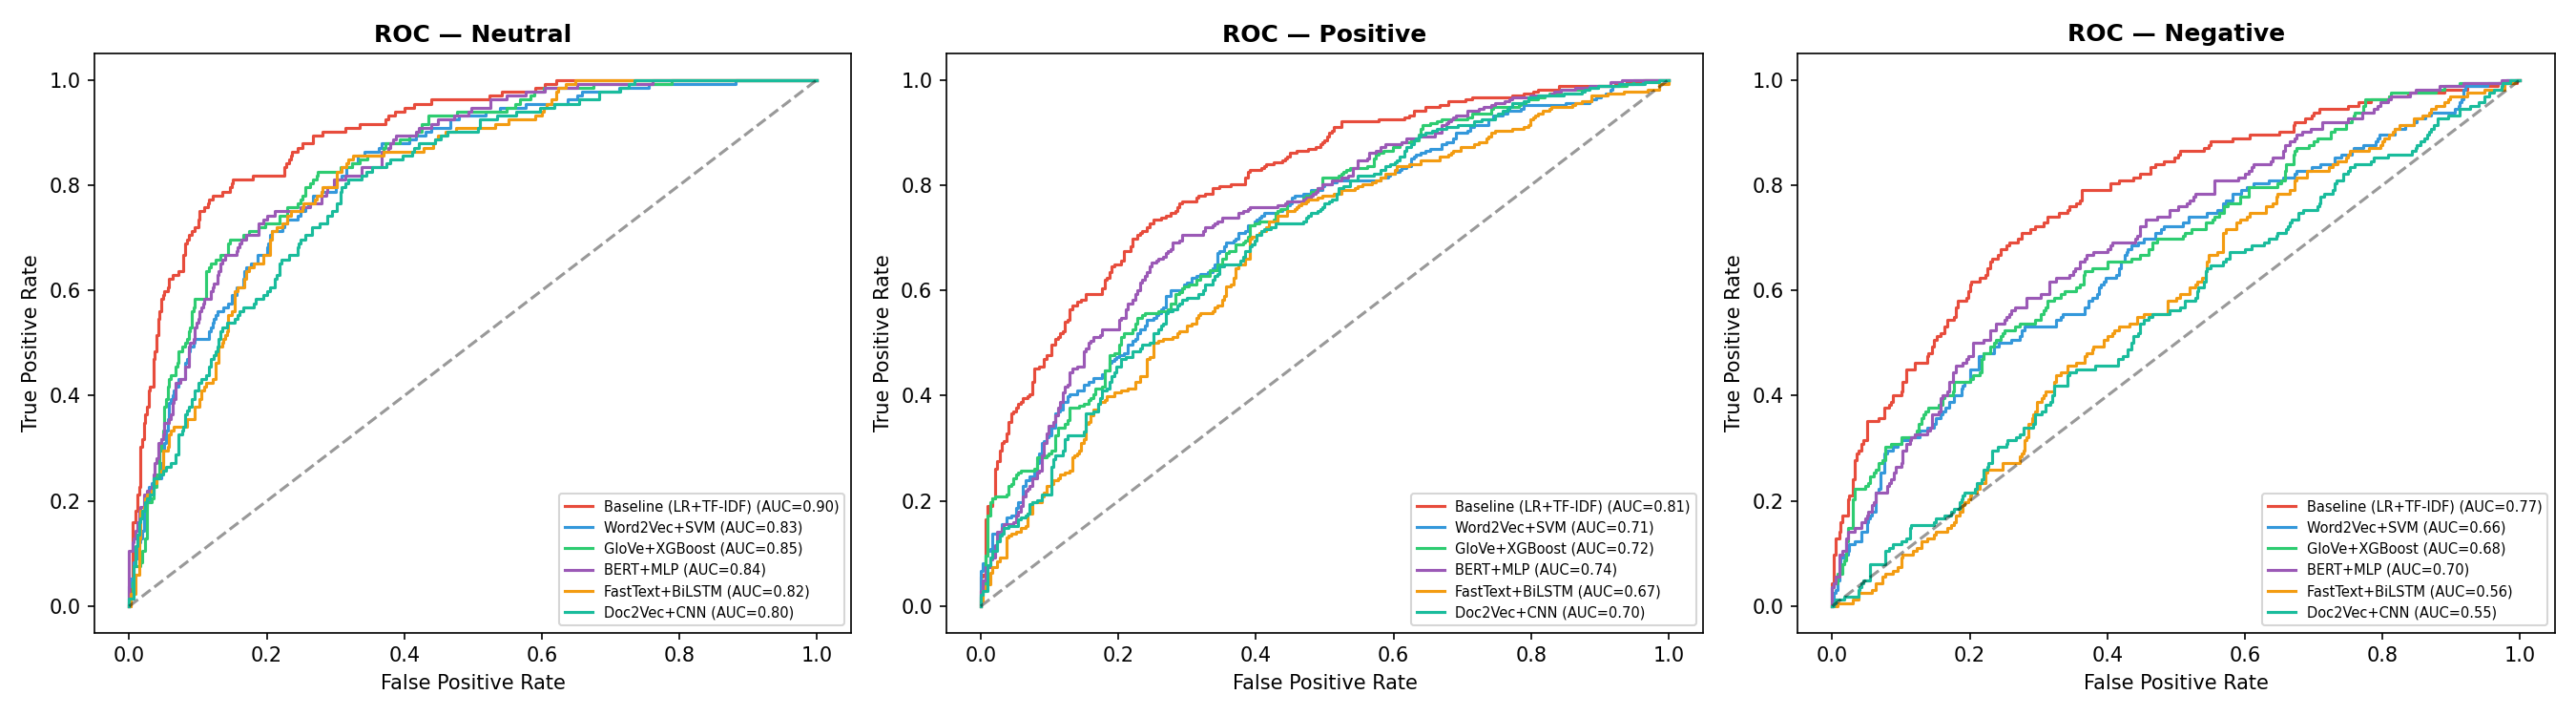 ROC — Neutral
True Positive Rate
1.0
0.8
0.6
0.4
0.2
0.0
Baseline (LR+TF-IDF) (AUC=0.90)
Word2Vec+SVM (AUC=0.83)
GloVe+XGBoost (AUC=0.85)
BERT+MLP (AUC=0.84)
FastText+BiLSTM (AUC=0.82)
Doc2Vec+CNN (AUC=0.80)
0.0 0.2 0.4 0.6 0.8 1.0
False Positive Rate
ROC — Positive
True Positive Rate
1.0
0.8
0.6
0.4
0.2
0.0
Baseline (LR+TF-IDF) (AUC=0.81)
Word2Vec+SVM (AUC=0.71)
GloVe+XGBoost (AUC=0.72)
BERT+MLP (AUC=0.74)
FastText+BiLSTM (AUC=0.67)
Doc2Vec+CNN (AUC=0.70)
0.0 0.2 0.4 0.6 0.8 1.0
False Positive Rate
ROC — Negative
True Positive Rate
1.0
0.8
0.6
0.4
0.2
0.0
Baseline (LR+TF-IDF) (AUC=0.77)
Word2Vec+SVM (AUC=0.66)
GloVe+XGBoost (AUC=0.68)
BERT+MLP (AUC=0.70)
FastText+BiLSTM (AUC=0.56)
Doc2Vec+CNN (AUC=0.55)
0.0 0.2 0.4 0.6 0.8 1.0
False Positive Rate